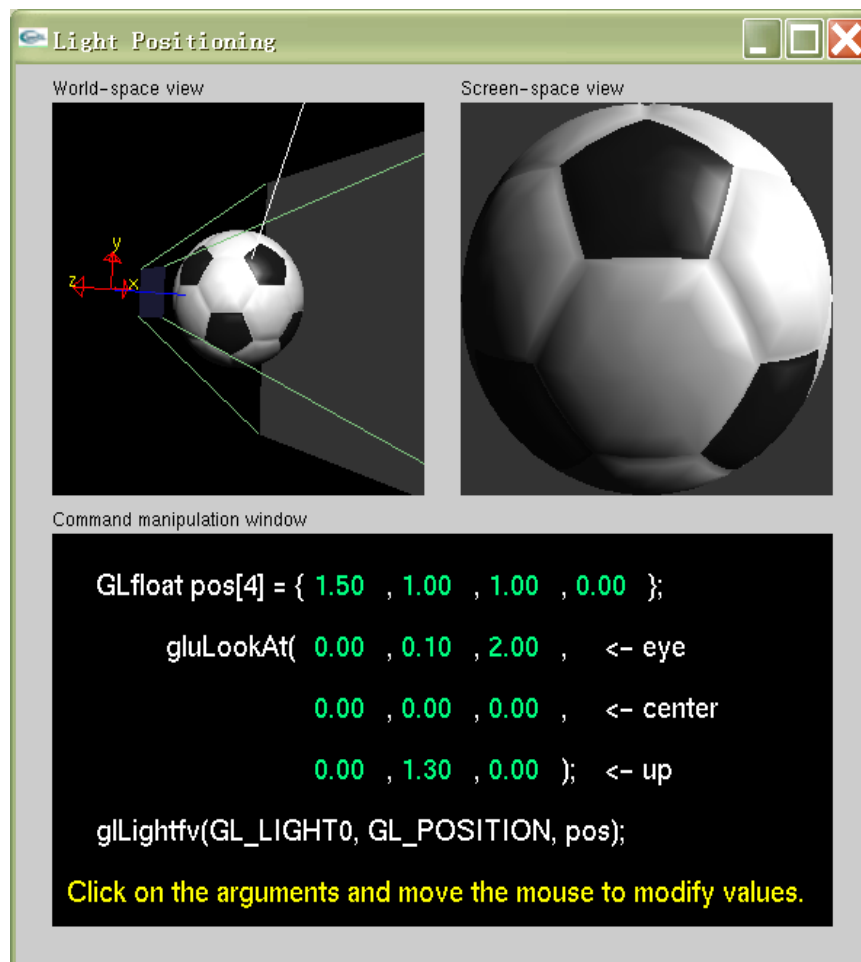 Light Positioning
World-space view
Screen-space view
y
z
x
Command manipulation window
GLfloat pos[4] = { 1.50 , 1.00 , 1.00 , 0.00 };
gluLookAt( 0.00 , 0.10 , 2.00 , <- eye
0.00 , 0.00 , 0.00 , <- center
0.00 , 1.30 , 0.00 ); <- up
glLightfv(GL_LIGHT0, GL_POSITION, pos);
Click on the arguments and move the mouse to modify values.